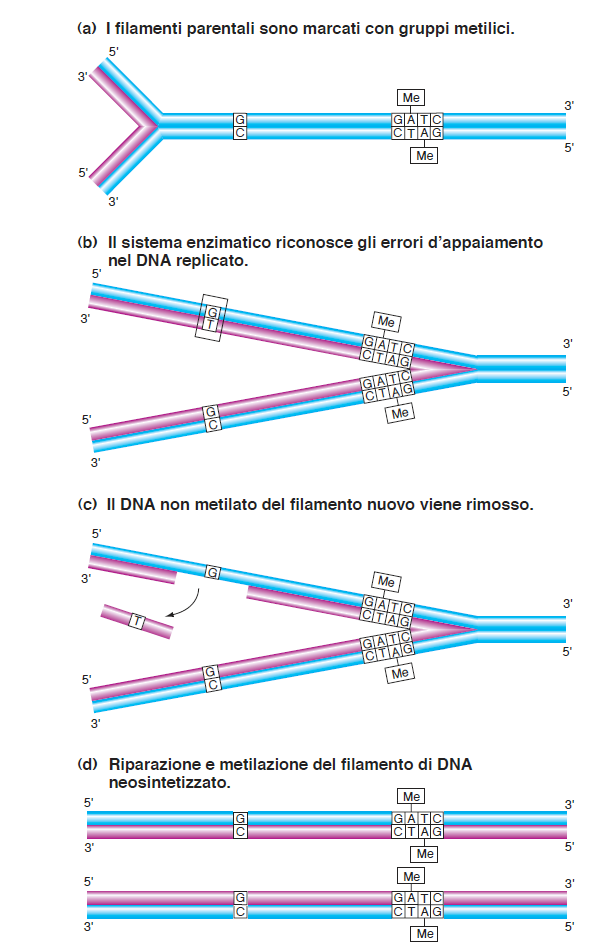 (a) I filamenti parentali sono marcati con gruppi metilici.
5'
3'
Me
3'
G
G A T C
C
C T A G
5'
Me
5'
3'
(b) Il sistema enzimatico riconosce gli errori d'appaiamento
nel DNA replicato.
5'
3'
G
T
Me
G A T C
C T A G
3'
G A T C
C T A G
5'
Me
5'
G
C
3'
(c) Il DNA non metilato del filamento nuovo viene rimosso.
5'
G
3'
Me
G A T C
C T A G
3'
T
G A T C
C T A G
5'
Me
5'
G
C
3'
(d) Riparazione e metilazione del filamento di DNA
neosintetizzato.
Me
5'
3'
G
G A T C
C
C T A G
3'
5'
Me
Me
5'
3'
G
G A T C
C
C T A G
3'
5'
Me